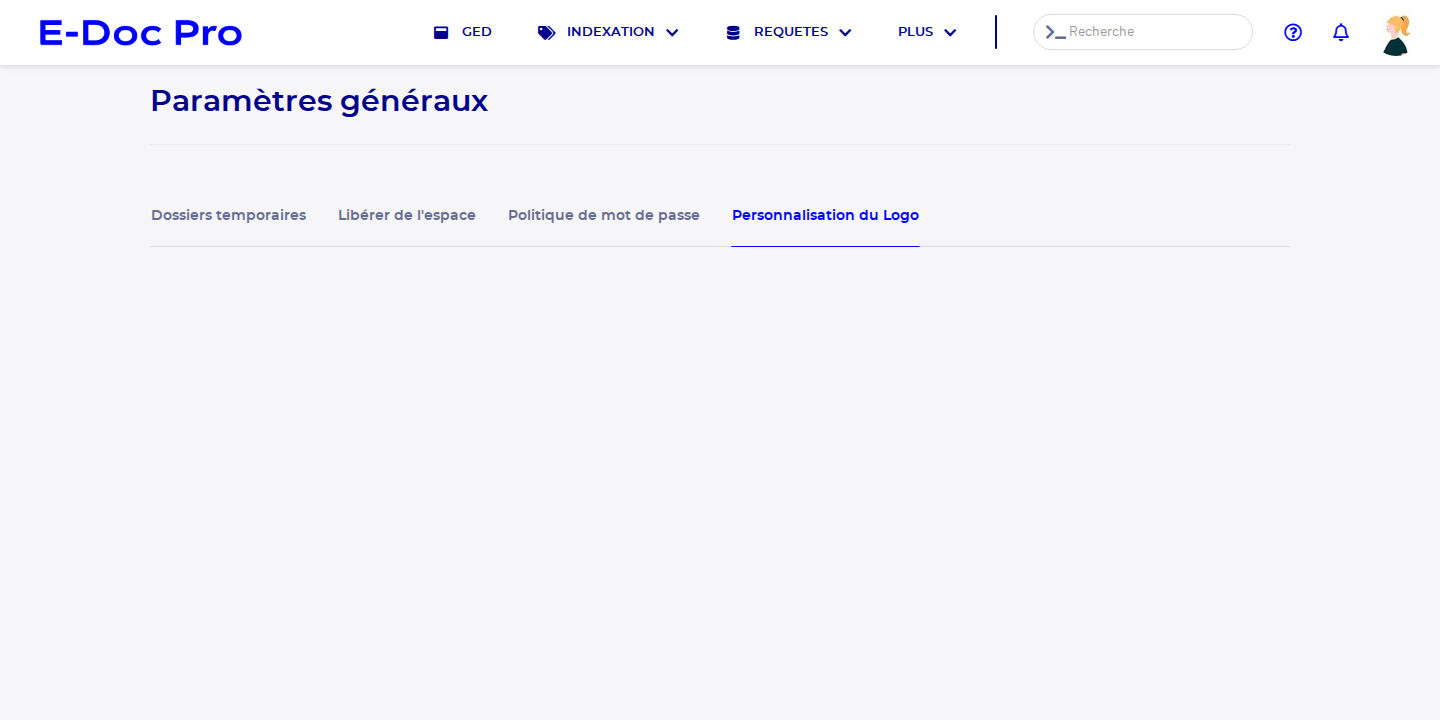 E-Doc Pro GED INDEXATION REQUETES PLUS Recherche
Paramètres généraux
Dossiers temporaires Libérer de l'espace Politique de mot de passe Personnalisation du Logo